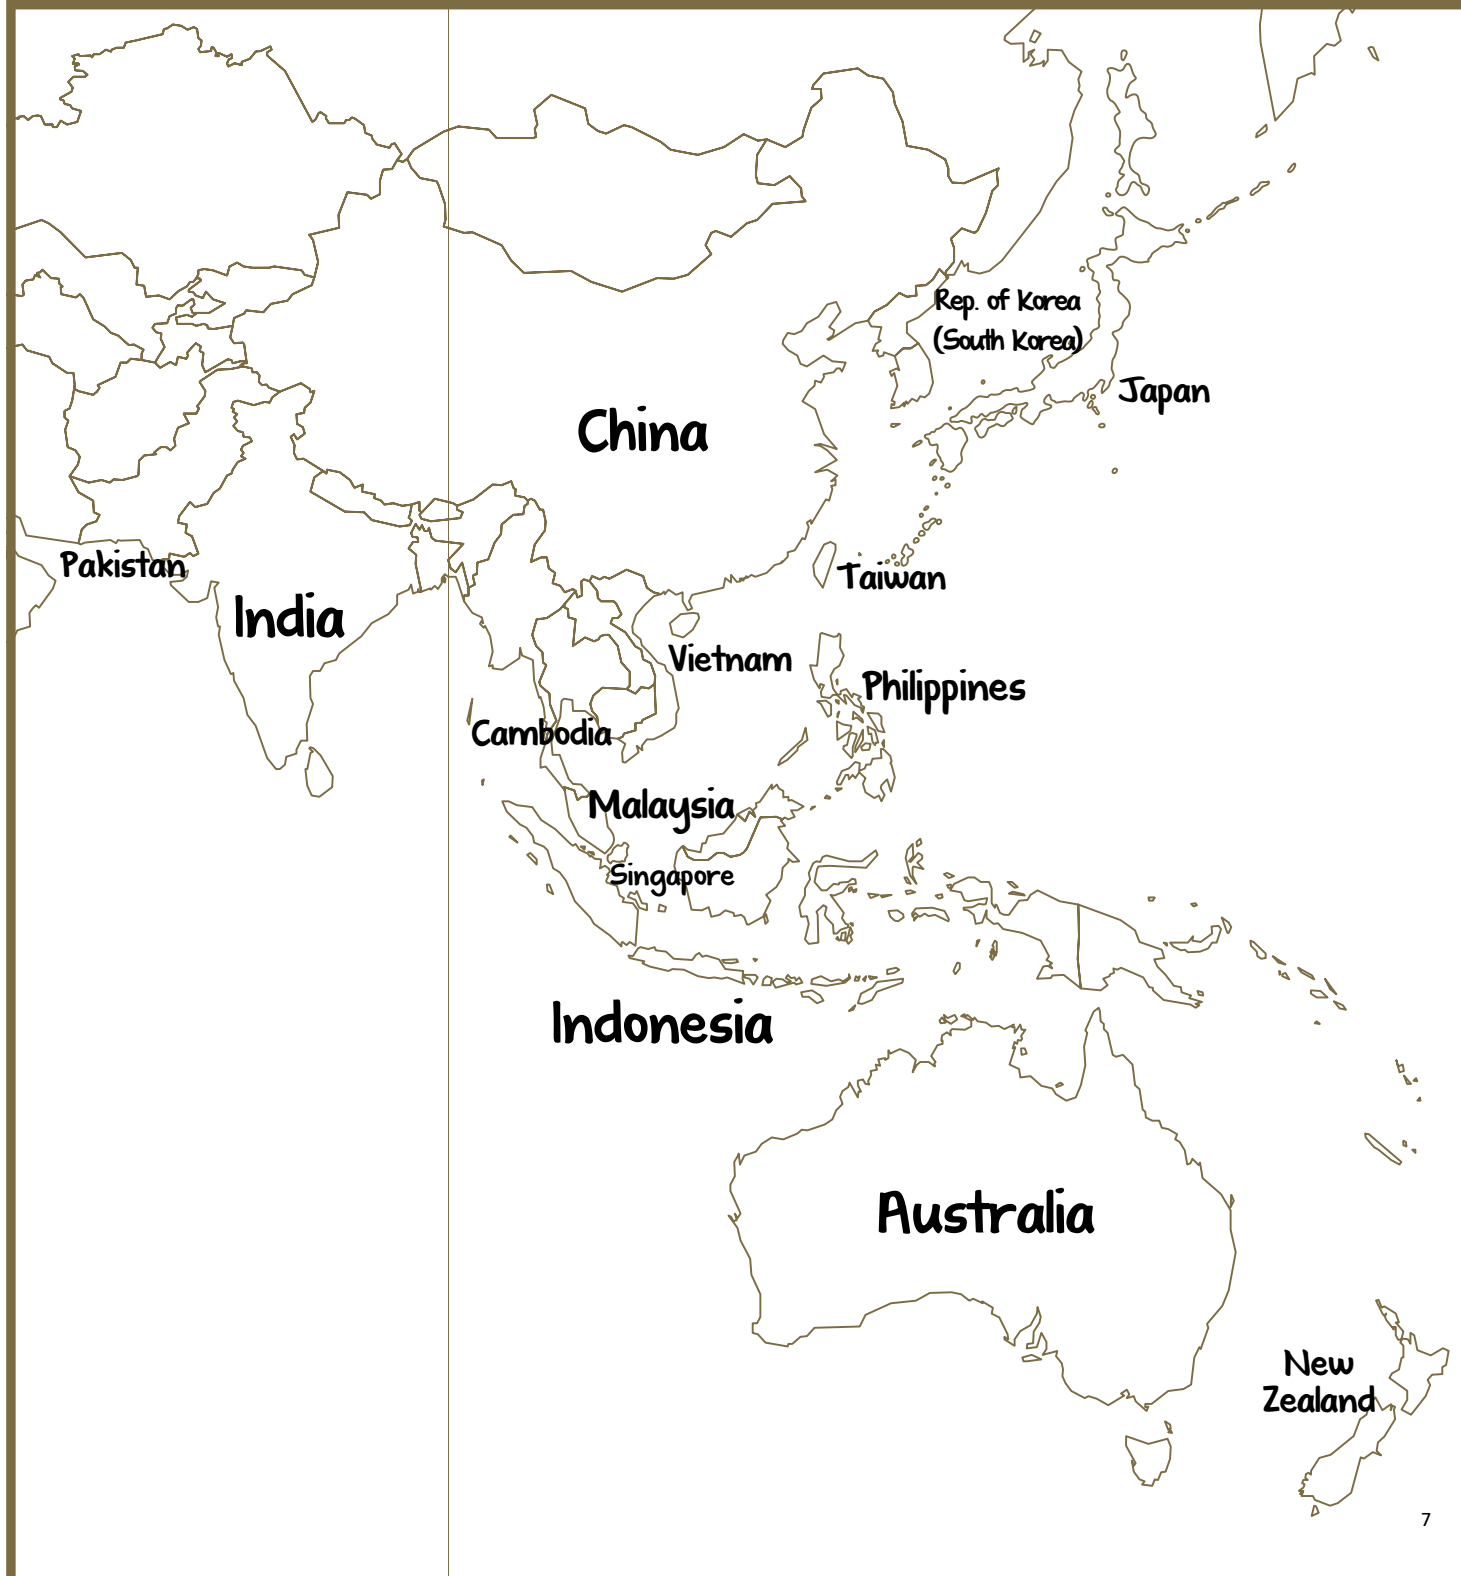 Rep. of Korea
(South Korea)
Japan
China
Pakistan
Taiwan
India
Vietnam
Philippines
Cambodia
Malaysia
Singapore
Indonesia
Australia
New
Zealand
7